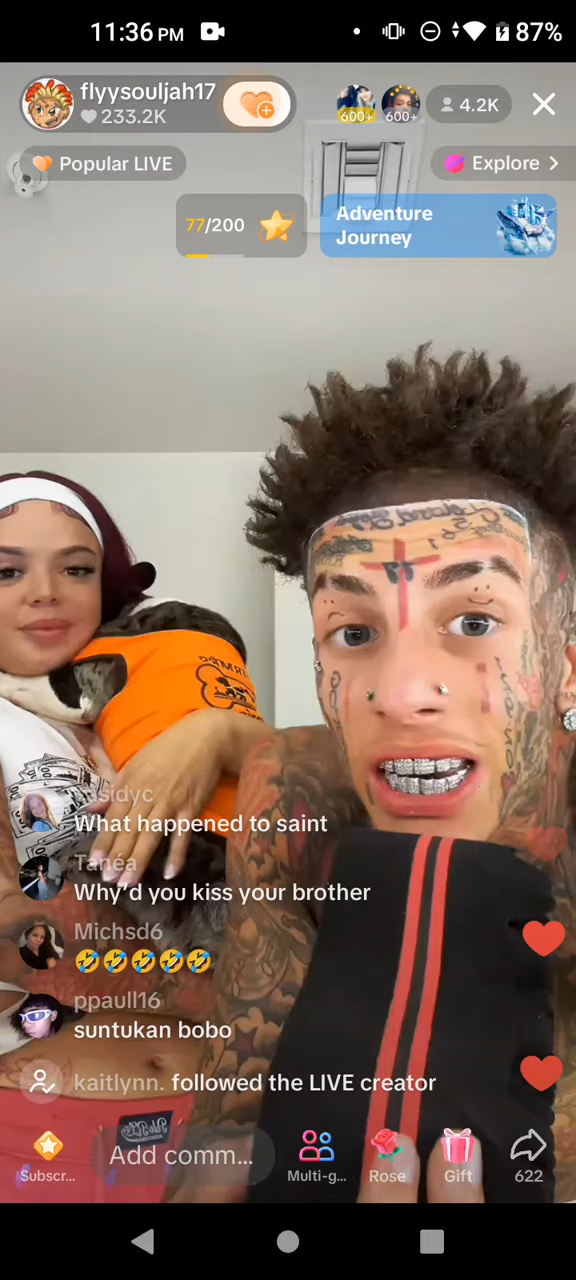 11:36 PM
87%
flyysouljah17
233.2K
600+
600+
4.2K
Popular LIVE
Explore >
77/200
Adventure
Journey
What happened to saint
Tanéa
Why'd you kiss your brother
Michsd6
🤣🤣🤣🤣🤣
ppaull16
suntukan bobo
kaitlynn. followed the LIVE creator
Add comm...
Subscr...
Multi-g...
Rose
Gift
622